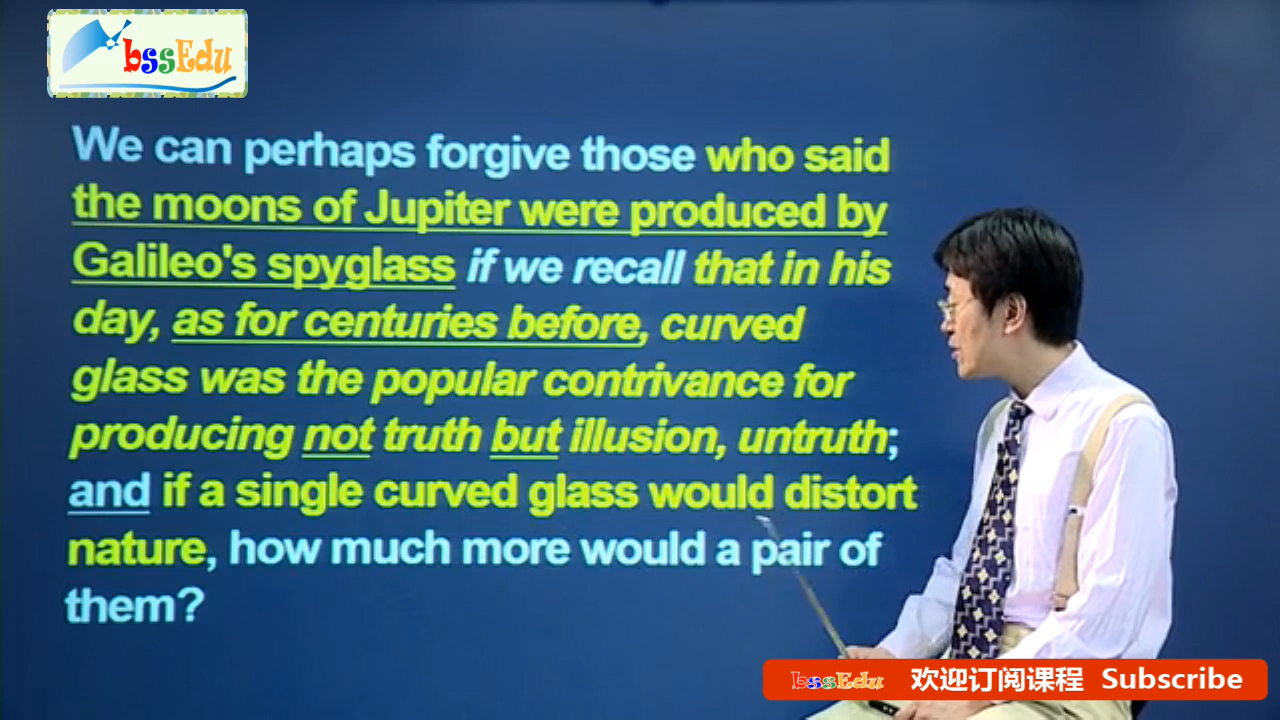 bssEdu
We can perhaps forgive those who said
the moons of Jupiter were produced by
Galileo's spyglass if we recall that in his
day, as for centuries before, curved
glass was the popular contrivance for
producing not truth but illusion, untruth;
and if a single curved glass would distort
nature, how much more would a pair of
them?
bssEdu 欢迎订阅课程 Subscribe